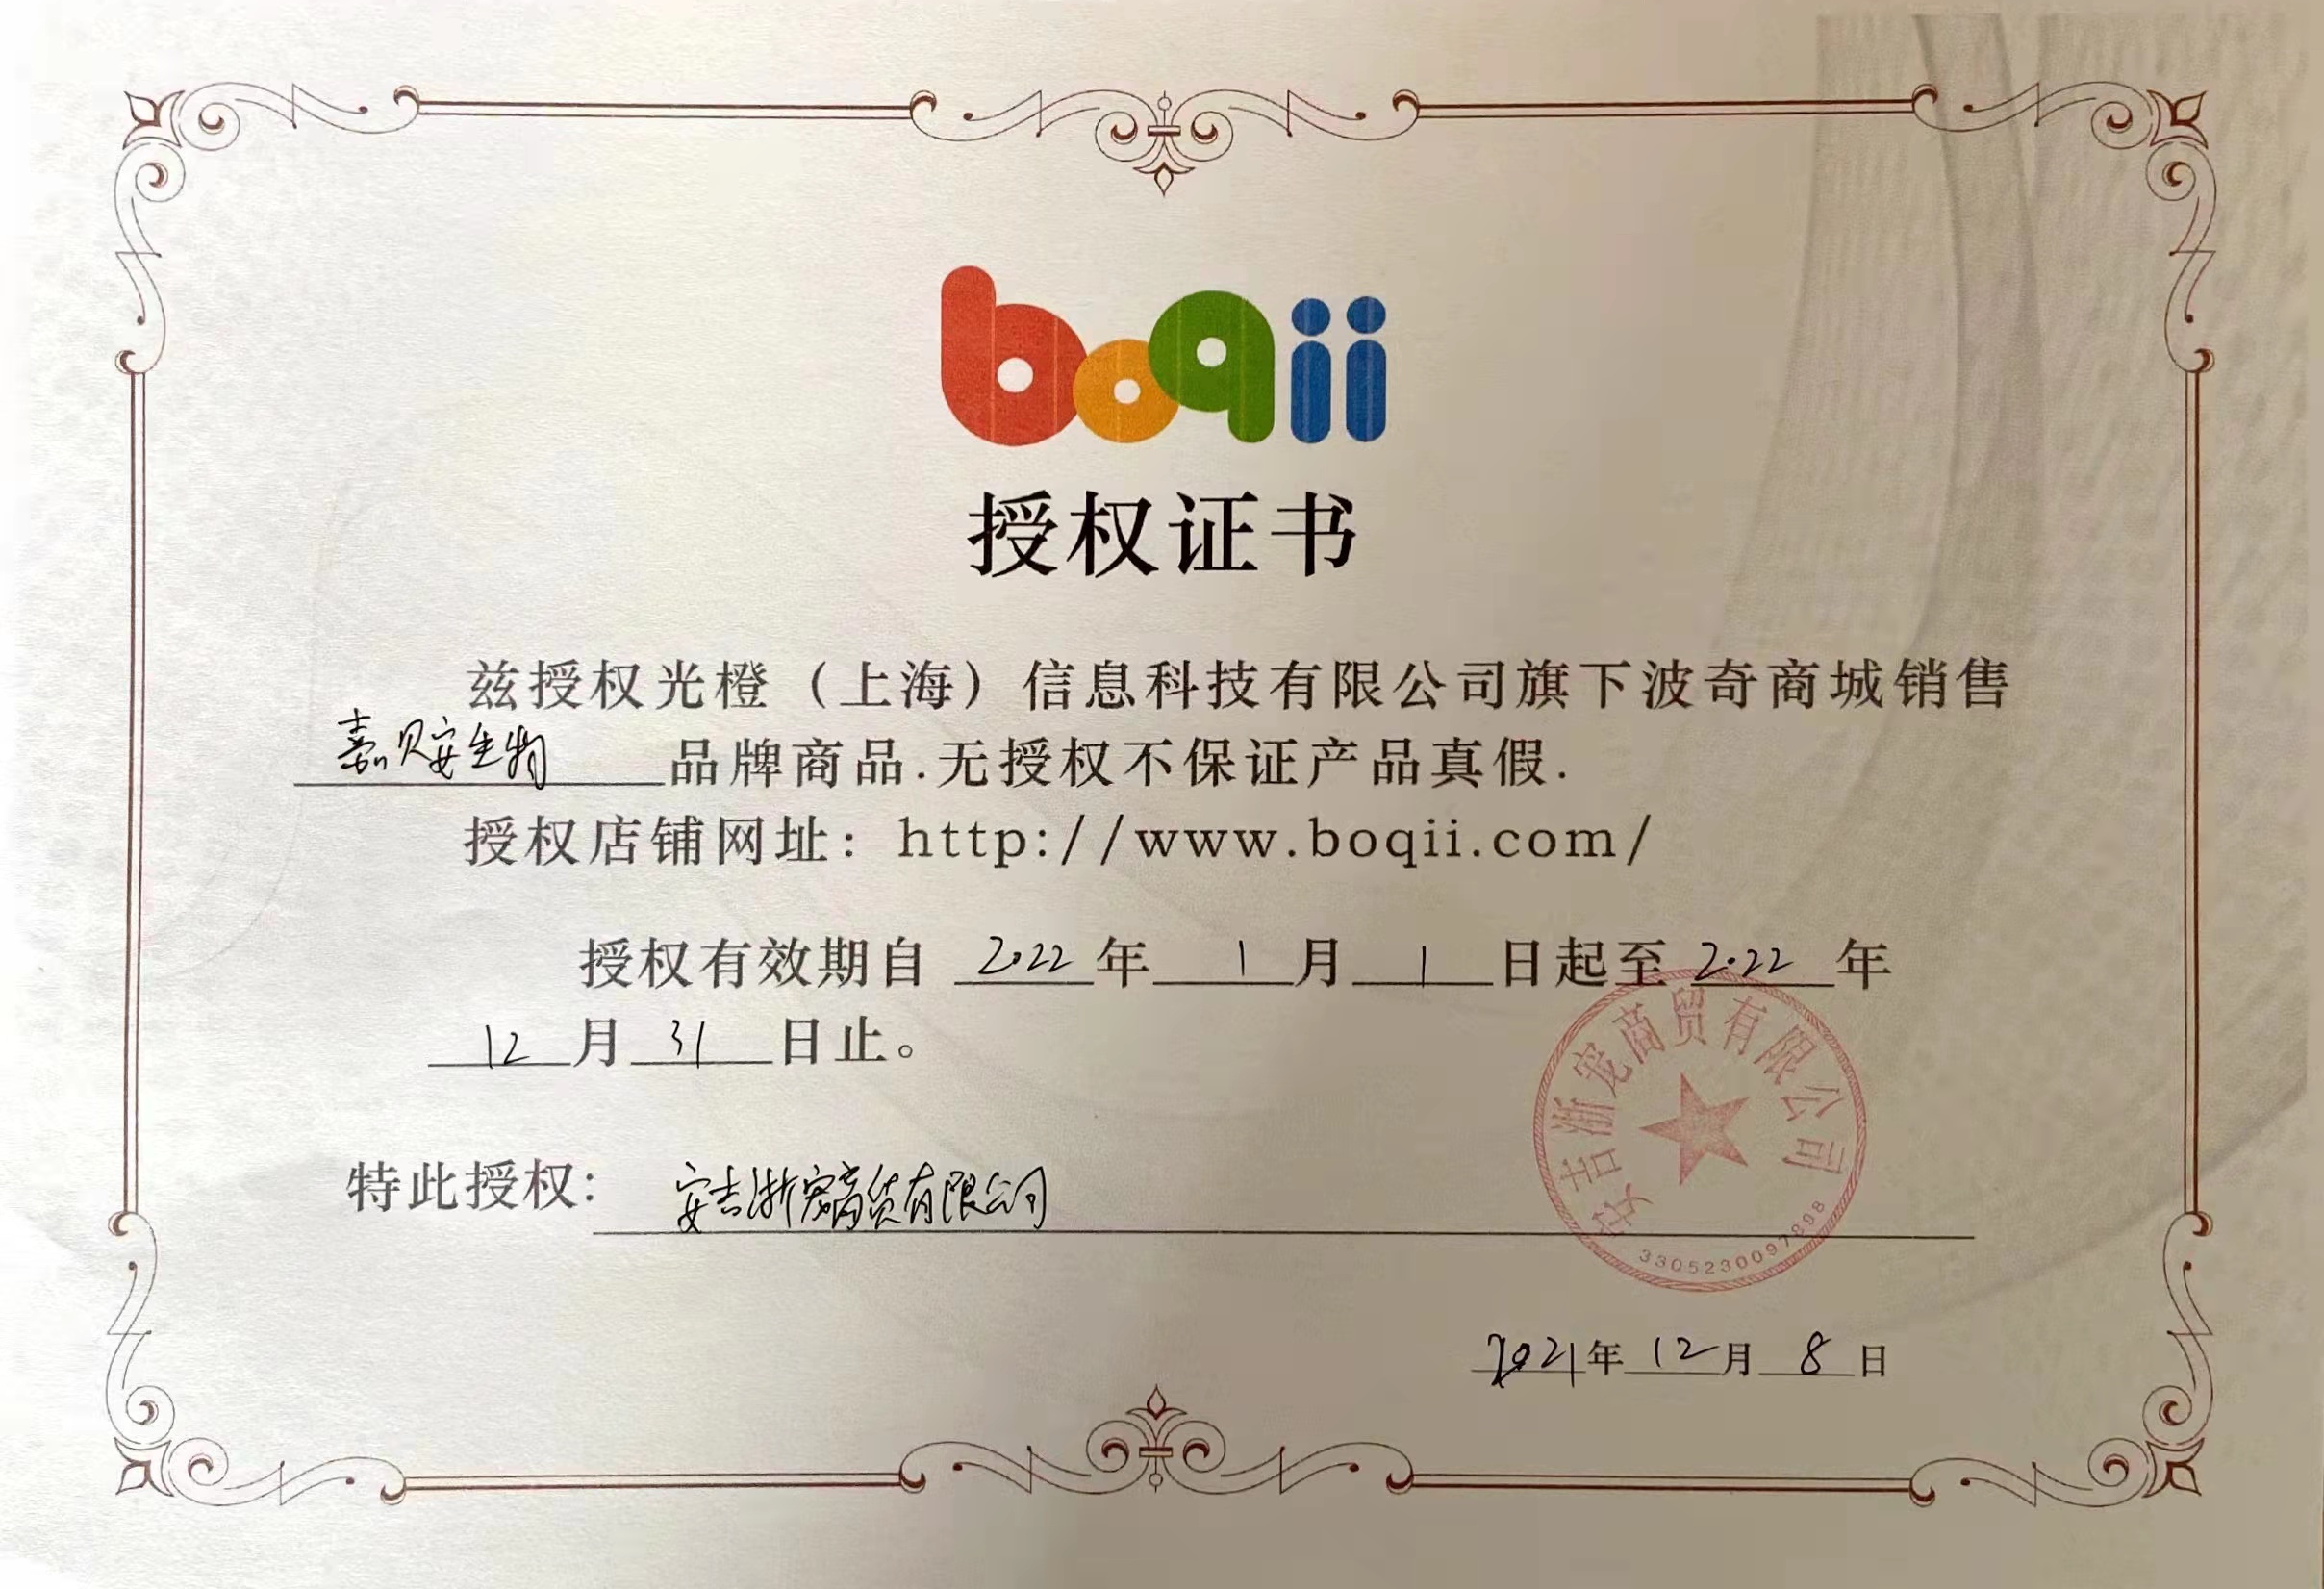 boqii
授权证书
兹授权光橙（上海）信息科技有限公司旗下波奇商城销售
嘉贝安生物品牌商品.无授权不保证产品真假.
授权店铺网址：http://www.boqii.com/
授权有效期自 2022 年 1 月 1 日起至 2022 年
12 月 31 日止。
安吉浙宠商贸有限公司
特此授权：安吉浙宠商贸有限公司
3305230097898
2021年12月8日